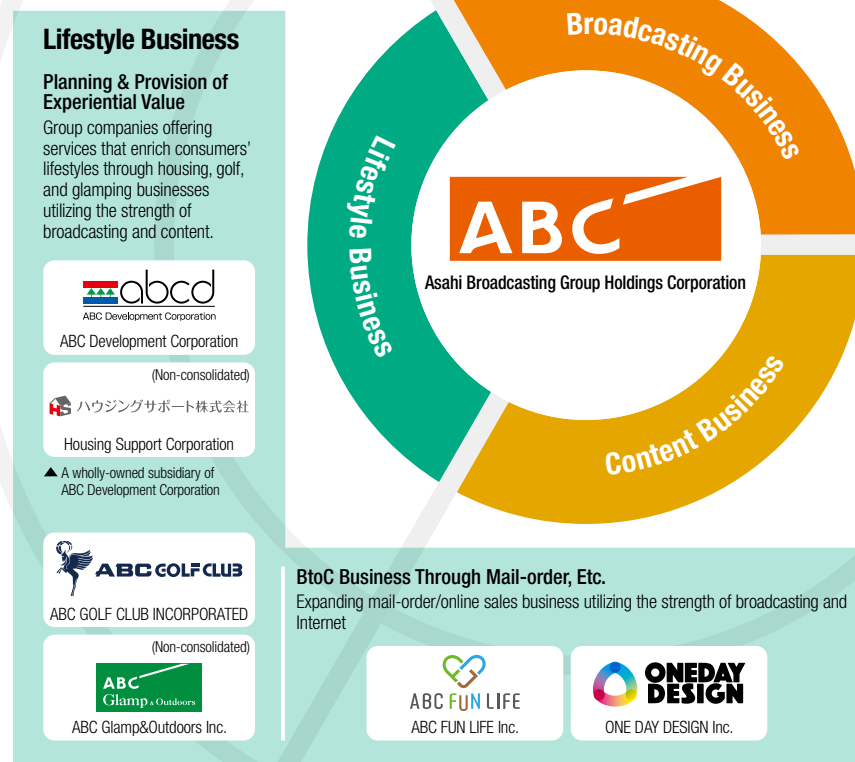 Lifestyle Business
Planning & Provision of
Experiential Value
Group companies offering
services that enrich consumers'
lifestyles through housing, golf,
and glamping businesses
utilizing the strength of
broadcasting and content.
abcd
ABC Development Corporation
ABC Development Corporation
(Non-consolidated)
HS ハウジングサポート株式会社
Housing Support Corporation
▲ A wholly-owned subsidiary of
ABC Development Corporation
ABC GOLF CLUB
ABC GOLF CLUB INCORPORATED
(Non-consolidated)
ABC
Glamp & Outdoors
ABC Glamp&Outdoors Inc.
Broadcasting Business
Lifestyle Business
ABC
Asahi Broadcasting Group Holdings Corporation
Content Business
BtoC Business Through Mail-order, Etc.
Expanding mail-order/online sales business utilizing the strength of broadcasting and
Internet
ABC FUN LIFE
ABC FUN LIFE Inc.
ONEDAY
DESIGN
ONE DAY DESIGN Inc.